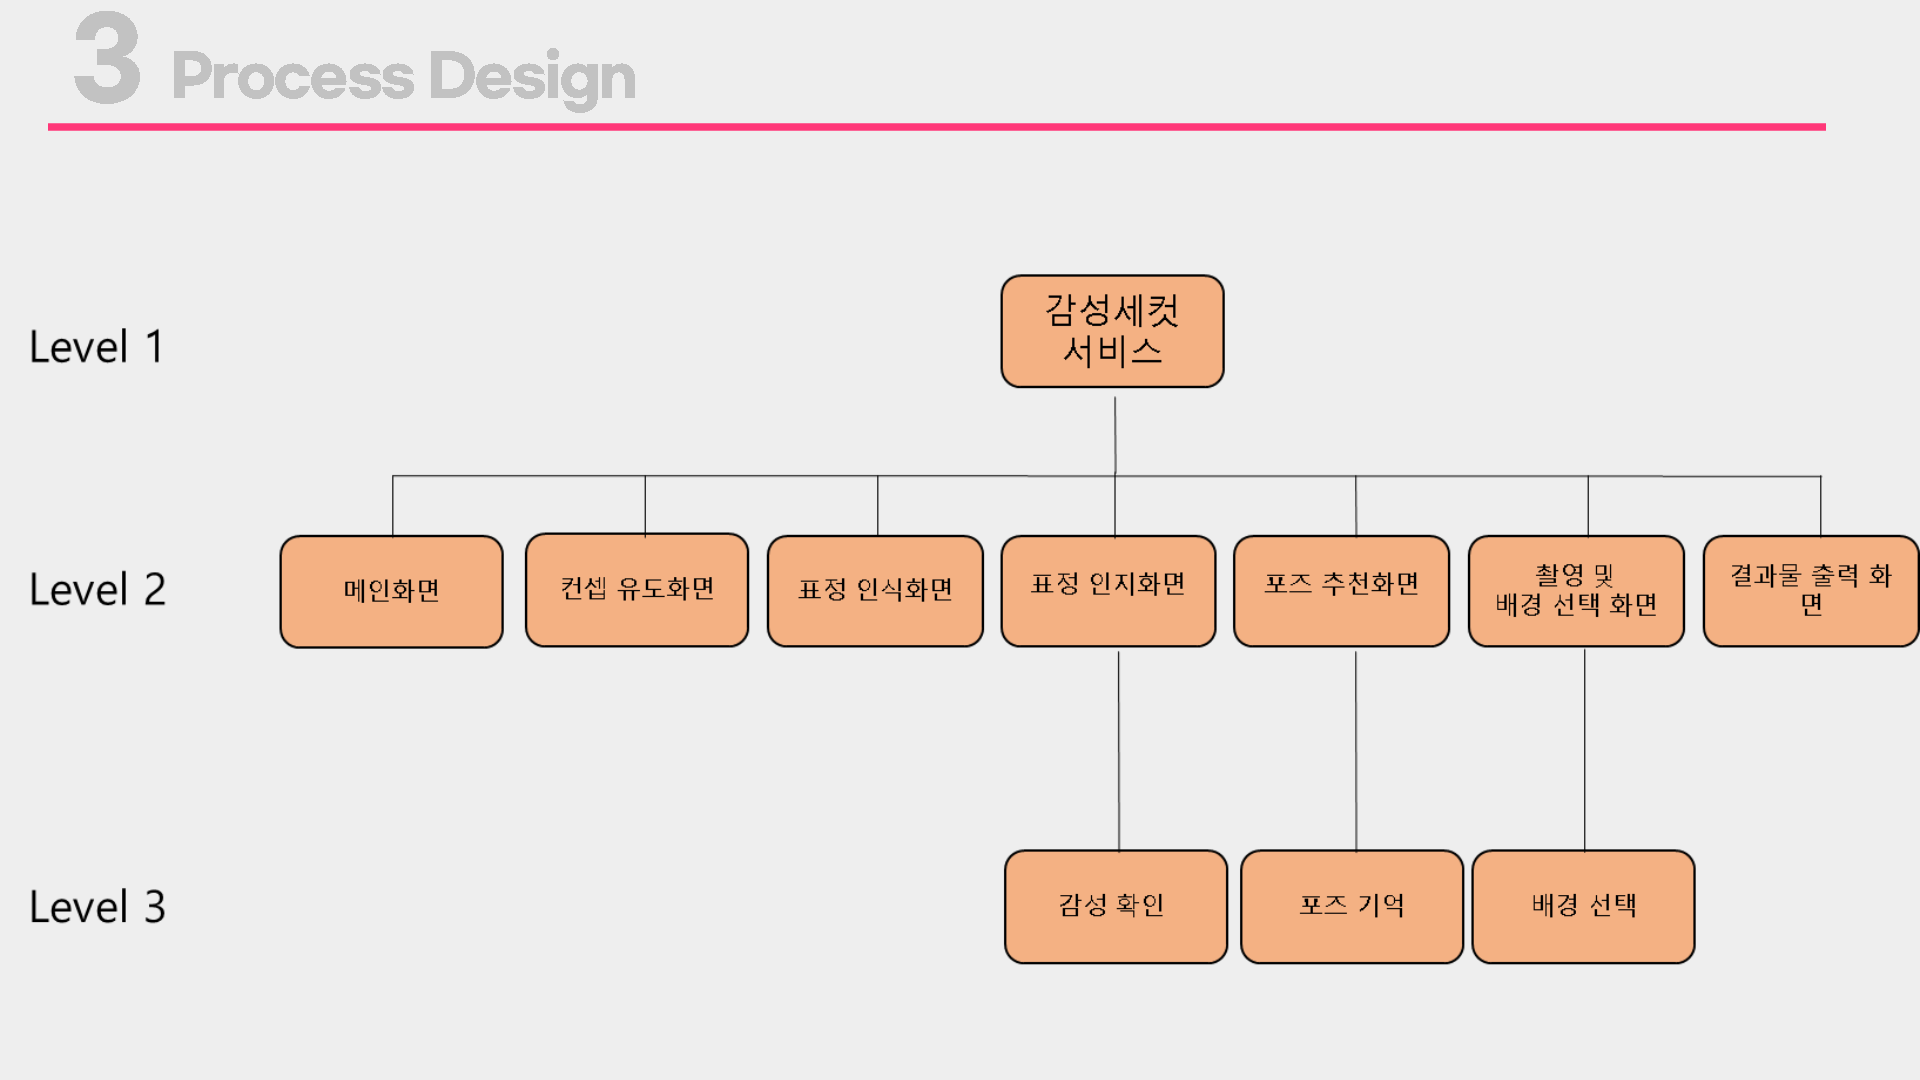 3 Process Design
Level 1
감성세컷
서비스
Level 2
메인화면
컨셉 유도화면
표정 인식화면
표정 인지화면
포즈 추천화면
촬영 및
배경 선택 화면
결과물 출력 화
면
Level 3
감성 확인
포즈 기억
배경 선택